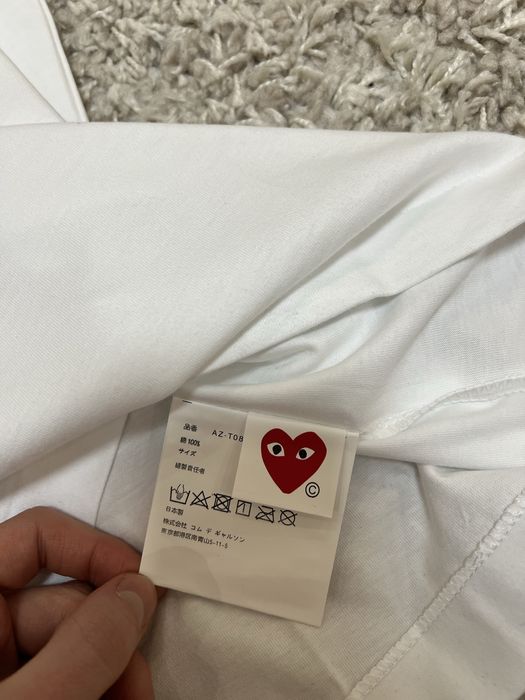 品番 AZ-T08
綿 100%
サイズ
縫製責任者
©
日本製
株式会社 コム デ ギャルソン
東京都港区南青山5-11-5